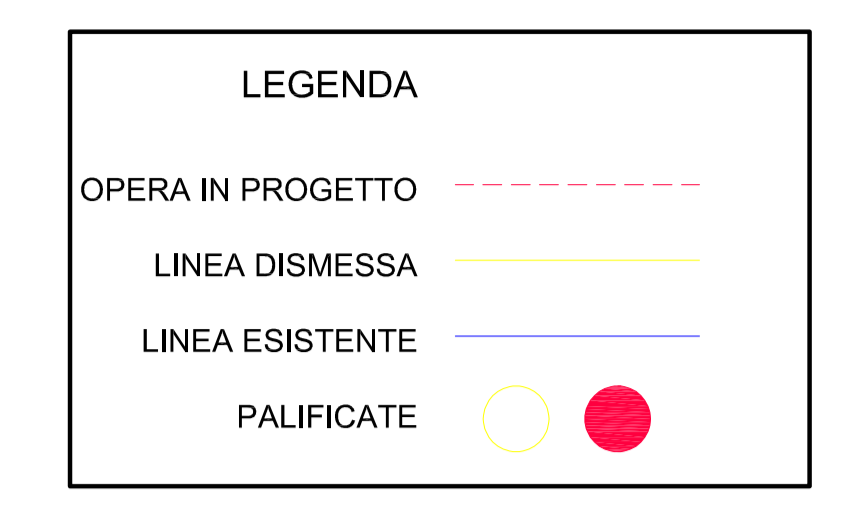 LEGENDA
OPERA IN PROGETTO
LINEA DISMESSA
LINEA ESISTENTE
PALIFICATE